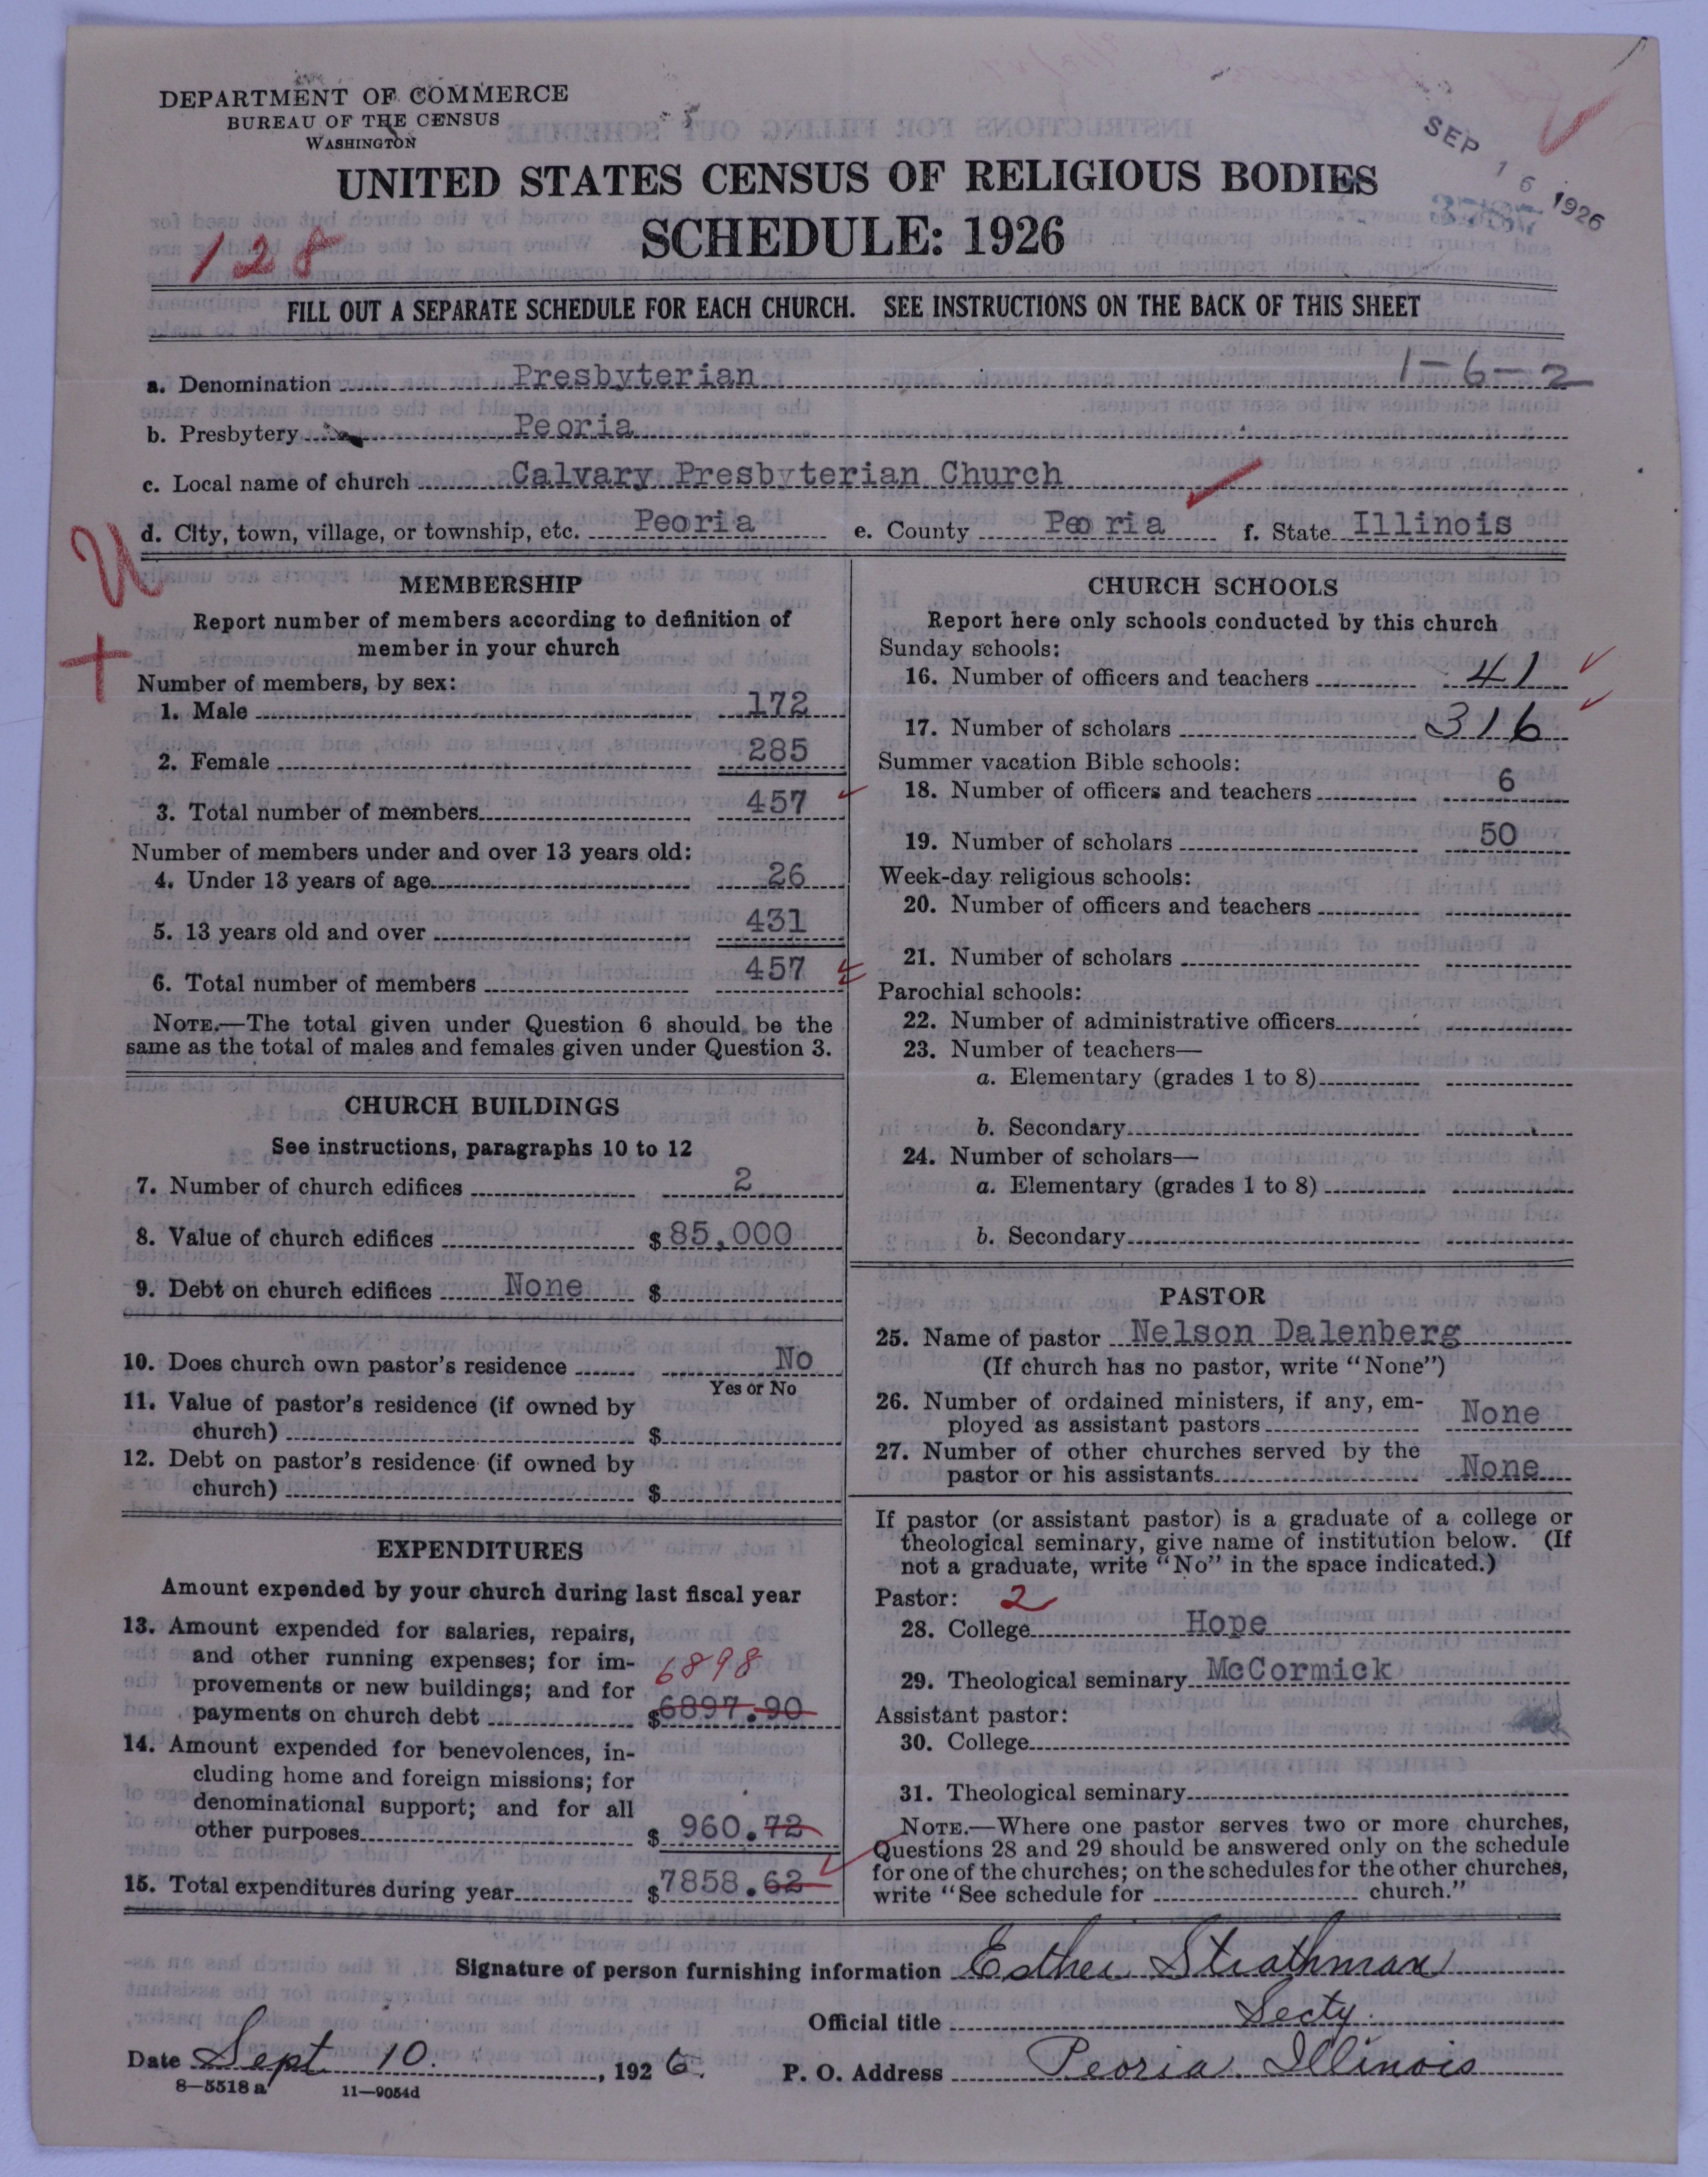 DEPARTMENT OF COMMERCE
BUREAU OF THE CENSUS
WASHINGTON
SEP 16 1926
UNITED STATES CENSUS OF RELIGIOUS BODIES
SCHEDULE: 1926
128
FILL OUT A SEPARATE SCHEDULE FOR EACH CHURCH. SEE INSTRUCTIONS ON THE BACK OF THIS SHEET
1-6-2
a. Denomination Presbyterian
b. Presbytery Peoria
c. Local name of church Calvary Presbyterian Church
d. City, town, village, or township, etc. Peoria e. County Peoria f. State Illinois
U
+
MEMBERSHIP
Report number of members according to definition of
member in your church
Number of members, by sex:
1. Male 172
2. Female 285
3. Total number of members 457
Number of members under and over 13 years old:
4. Under 13 years of age 26
5. 13 years old and over 431
6. Total number of members 457
NOTE.—The total given under Question 6 should be the
same as the total of males and females given under Question 3.
CHURCH BUILDINGS
See instructions, paragraphs 10 to 12
7. Number of church edifices 2
8. Value of church edifices $85,000
9. Debt on church edifices None $
10. Does church own pastor's residence No
Yes or No
11. Value of pastor's residence (if owned by
church) $
12. Debt on pastor's residence (if owned by
church) $
EXPENDITURES
Amount expended by your church during last fiscal year
13. Amount expended for salaries, repairs,
and other running expenses; for im-
provements or new buildings; and for 6898
payments on church debt $6897.90
14. Amount expended for benevolences, in-
cluding home and foreign missions; for
denominational support; and for all
other purposes $ 960.72
15. Total expenditures during year $7858.62
CHURCH SCHOOLS
Report here only schools conducted by this church
Sunday schools:
16. Number of officers and teachers 41
17. Number of scholars 316
Summer vacation Bible schools:
18. Number of officers and teachers 6
19. Number of scholars 50
Week-day religious schools:
20. Number of officers and teachers
21. Number of scholars
Parochial schools:
22. Number of administrative officers
23. Number of teachers—
a. Elementary (grades 1 to 8)
b. Secondary
24. Number of scholars—
a. Elementary (grades 1 to 8)
b. Secondary
PASTOR
25. Name of pastor Nelson Dalenberg
(If church has no pastor, write "None")
26. Number of ordained ministers, if any, em-
ployed as assistant pastors None
27. Number of other churches served by the
pastor or his assistants None
If pastor (or assistant pastor) is a graduate of a college or
theological seminary, give name of institution below. (If
not a graduate, write "No" in the space indicated.)
Pastor: 2
28. College Hope
29. Theological seminary McCormick
Assistant pastor:
30. College
31. Theological seminary
NOTE.—Where one pastor serves two or more churches,
Questions 28 and 29 should be answered only on the schedule
for one of the churches; on the schedules for the other churches,
write "See schedule for church."
Signature of person furnishing information Esther Strathman
Official title Secty.
Date Sept 10. , 1926. P. O. Address Peoria Illinois
8-5518a 11-9054d